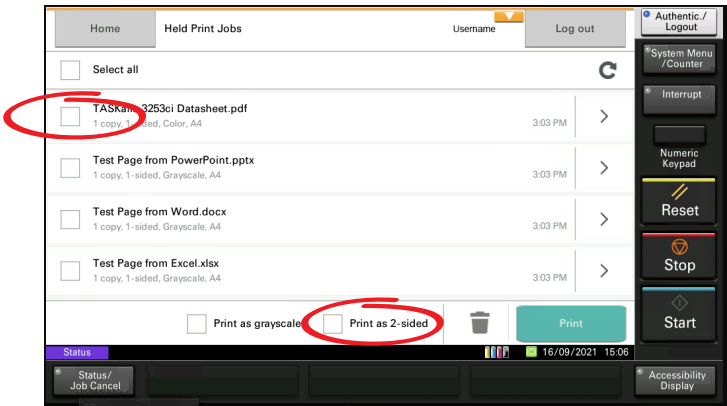 Home
Held Print Jobs
Username
Log out
Authentic./
Logout
Select all
System Menu
/Counter
TASKalfa 3253ci Datasheet.pdf
1 copy, 1-sided, Color, A4
3:03 PM
Interrupt
Test Page from PowerPoint.pptx
1 copy, 1-sided, Grayscale, A4
3:03 PM
Numeric
Keypad
Test Page from Word.docx
1 copy, 1-sided, Grayscale, A4
3:03 PM
Reset
Test Page from Excel.xlsx
1 copy, 1-sided, Grayscale, A4
3:03 PM
Stop
Print as grayscale
Print as 2-sided
Print
Start
Status
16/09/2021 15:06
Status/
Job Cancel
Accessibility
Display